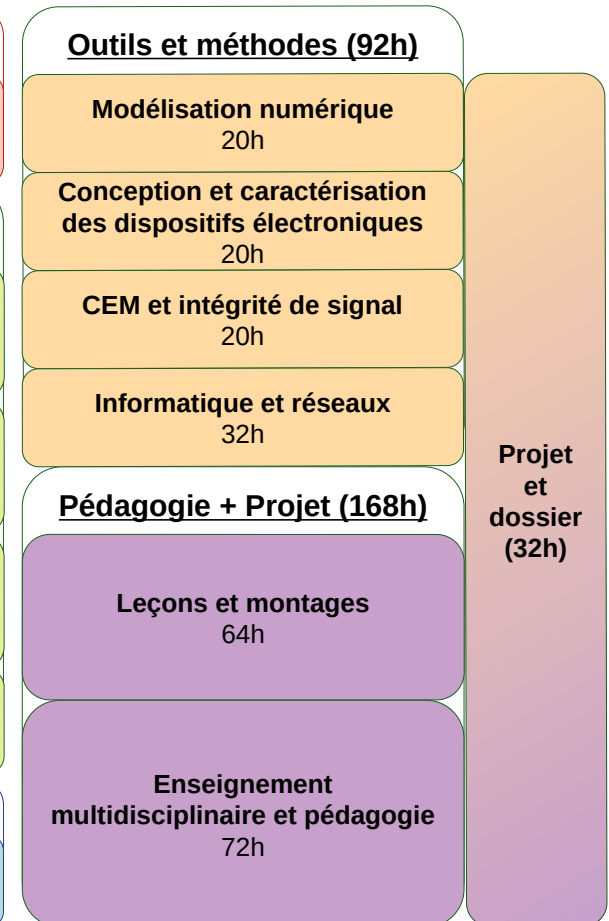 Outils et méthodes (92h)
Modélisation numérique
20h
Conception et caractérisation
des dispositifs électroniques
20h
CEM et intégrité de signal
20h
Informatique et réseaux
32h
Pédagogie + Projet (168h)
Leçons et montages
64h
Enseignement
multidisciplinaire et pédagogie
72h
Projet
et
dossier
(32h)